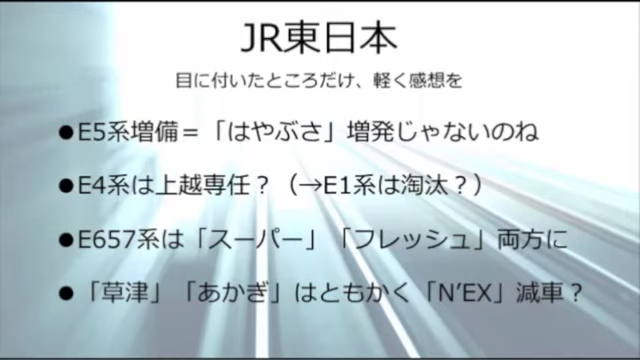 JR東日本
目に付いたところだけ、軽く感想を
●E5系増備＝「はやぶさ」増発じゃないのね
●E4系は上越専任？（→E1系は淘汰？）
●E657系は「スーパー」「フレッシュ」両方に
●「草津」「あかぎ」はともかく「N’EX」減車？